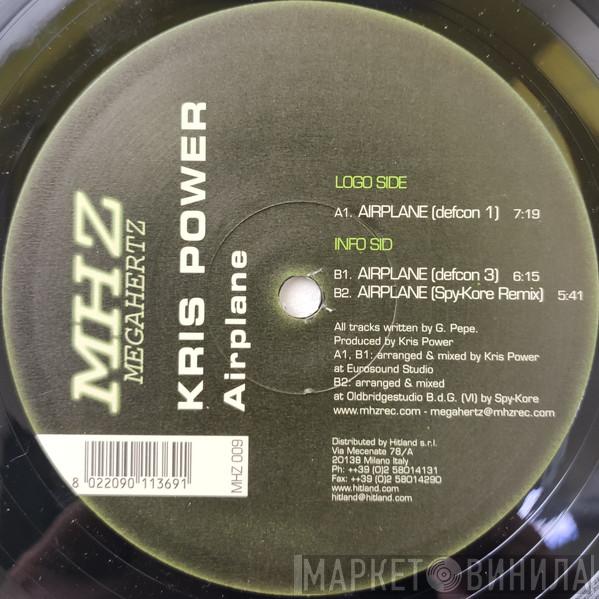 MHZ
MEGAHERTZ
KRIS POWER
Airplane
LOGO SIDE
A1. AIRPLANE (defcon 1) 7:19
INFO SID
B1. AIRPLANE (defcon 3) 6:15
B2. AIRPLANE (Spy-Kore Remix) 5:41
All tracks written by G. Pepe.
Produced by Kris Power
A1, B1: arranged & mixed by Kris Power
at Eurosound Studio
B2: arranged & mixed
at Oldbridgestudio B.d.G. (VI) by Spy-Kore
www.mhzrec.com - megahertz@mhzrec.com
Distributed by Hitland s.r.l.
Via Mecenate 78/A
20138 Milano Italy
Ph: ++39 (0)2 58014131
Fax: ++39 (0)2 58014290
www.hitland.com
hitland@hitland.com
8 022090 113691
MHZ 009
МАРКЕТ ВИНИЛА